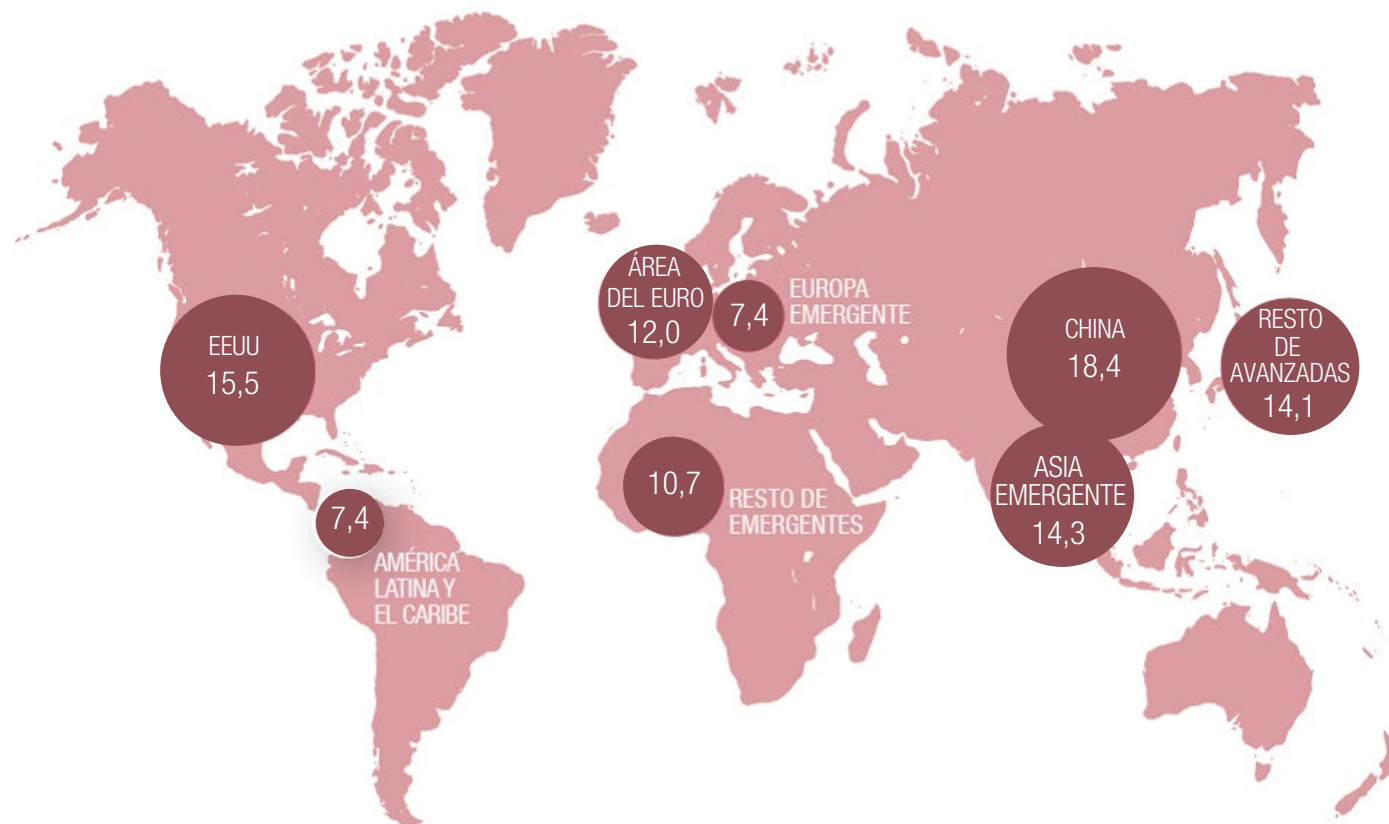 EEUU
15,5
7,4
AMÉRICA
LATINA Y
EL CARIBE
ÁREA
DEL EURO
12,0
7,4
EUROPA
EMERGENTE
10,7
RESTO DE
EMERGENTES
CHINA
18,4
ASIA
EMERGENTE
14,3
RESTO
DE
AVANZADAS
14,1